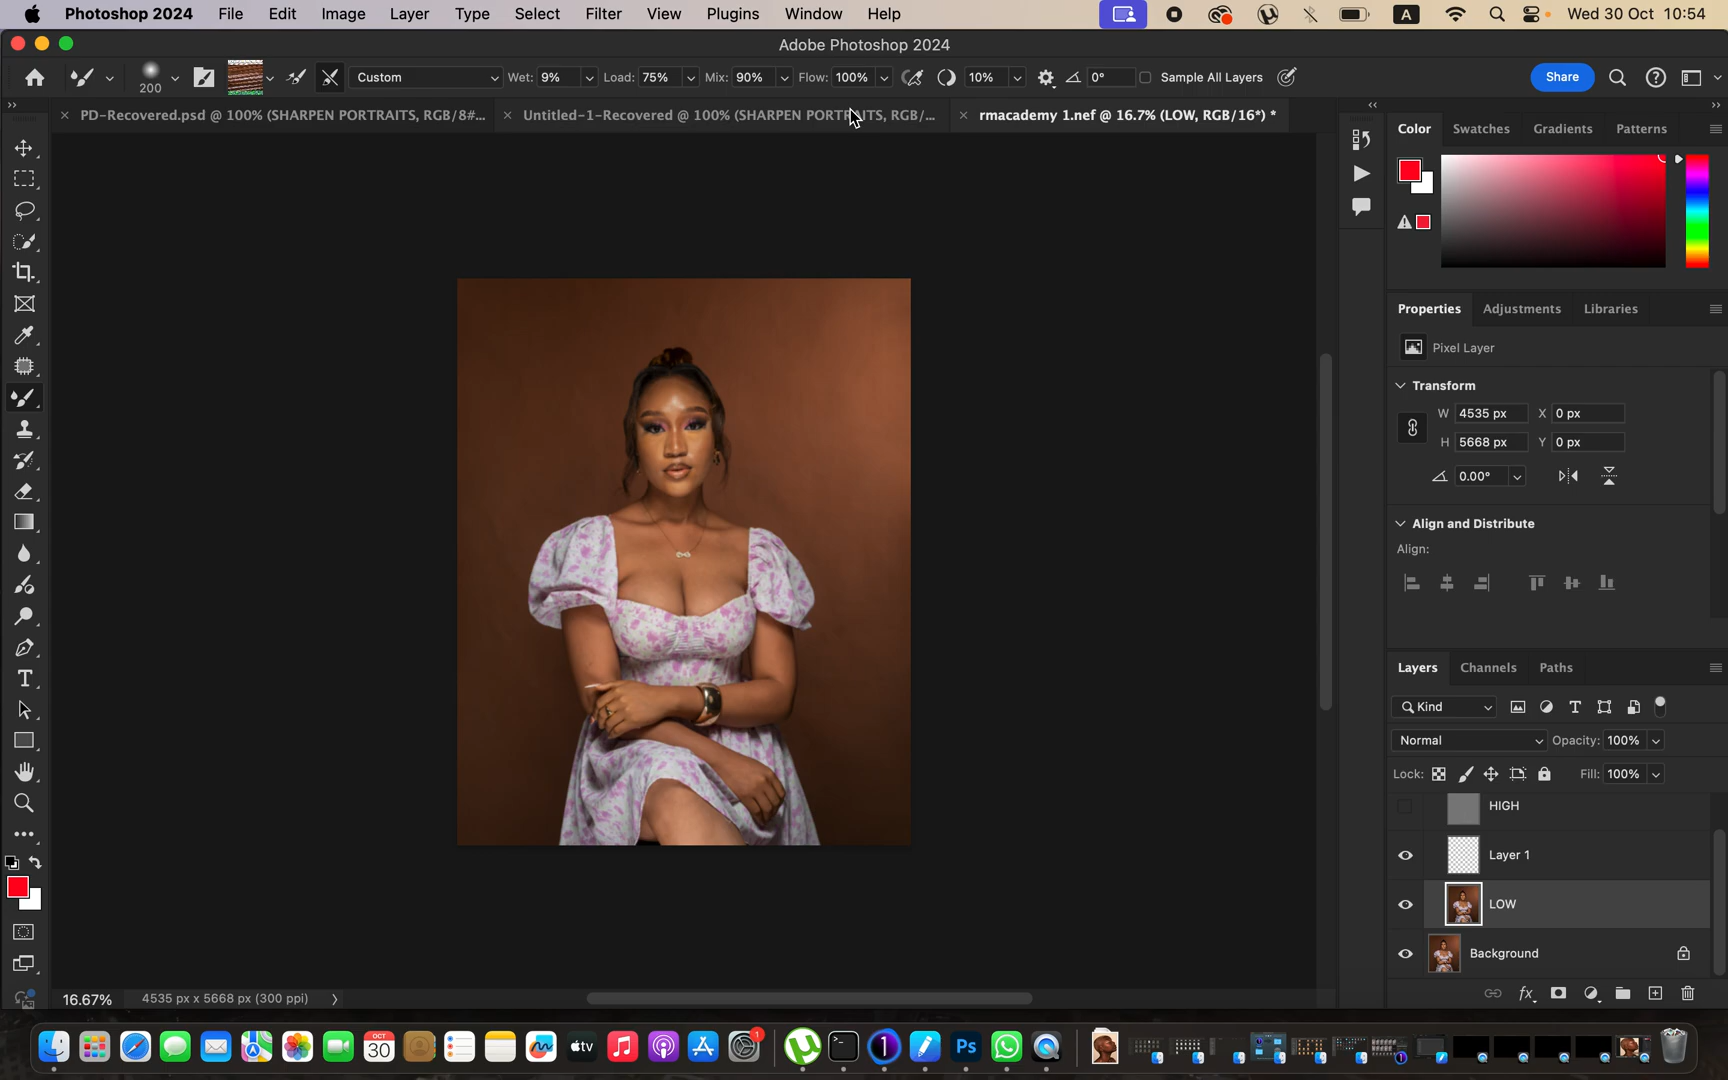 Photoshop 2024 File Edit Image Layer Type Select Filter View Plugins Window Help A Wed 30 Oct 10:54
Adobe Photoshop 2024
200 Custom Wet: 9% Load: 75% Mix: 90% Flow: 100% 10% 0° Sample All Layers Share
PD-Recovered.psd @ 100% (SHARPEN PORTRAITS, RGB/8#... Untitled-1-Recovered @ 100% (SHARPEN PORTRAITS, RGB/... rmacademy 1.nef @ 16.7% (LOW, RGB/16*) *
Color Swatches Gradients Patterns
Properties Adjustments Libraries
Pixel Layer
Transform
W 4535 px X 0 px
H 5668 px Y 0 px
0.00°
Align and Distribute
Align:
Layers Channels Paths
Kind
Normal Opacity: 100%
Lock: Fill: 100%
HIGH
Layer 1
LOW
Background
16.67% 4535 px x 5668 px (300 ppi)
OCT
30
tv
1
Ps